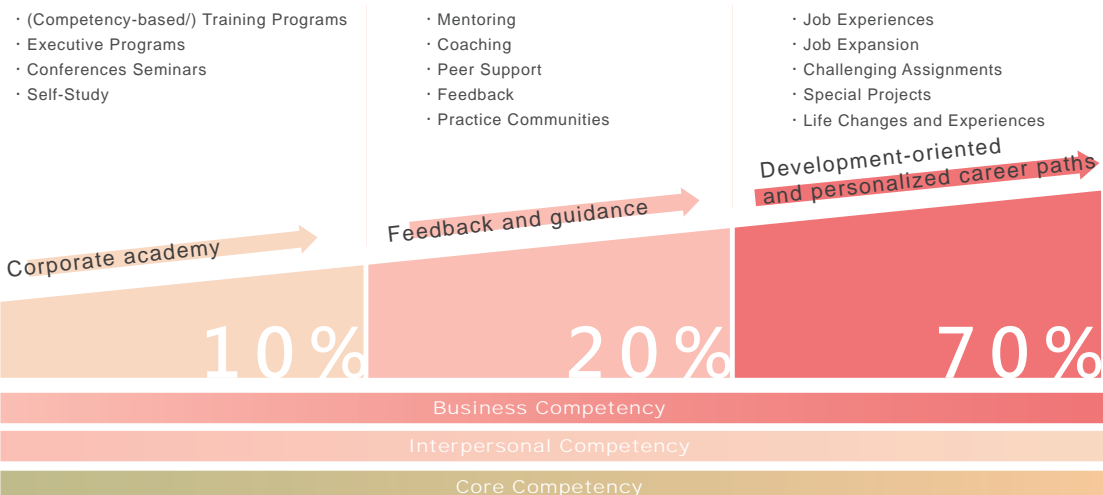 · (Competency-based/) Training Programs
· Executive Programs
· Conferences Seminars
· Self-Study
Corporate academy
10%
· Mentoring
· Coaching
· Peer Support
· Feedback
· Practice Communities
Feedback and guidance
20%
· Job Experiences
· Job Expansion
· Challenging Assignments
· Special Projects
· Life Changes and Experiences
Development-oriented
and personalized career paths
70%
Business Competency
Interpersonal Competency
Core Competency